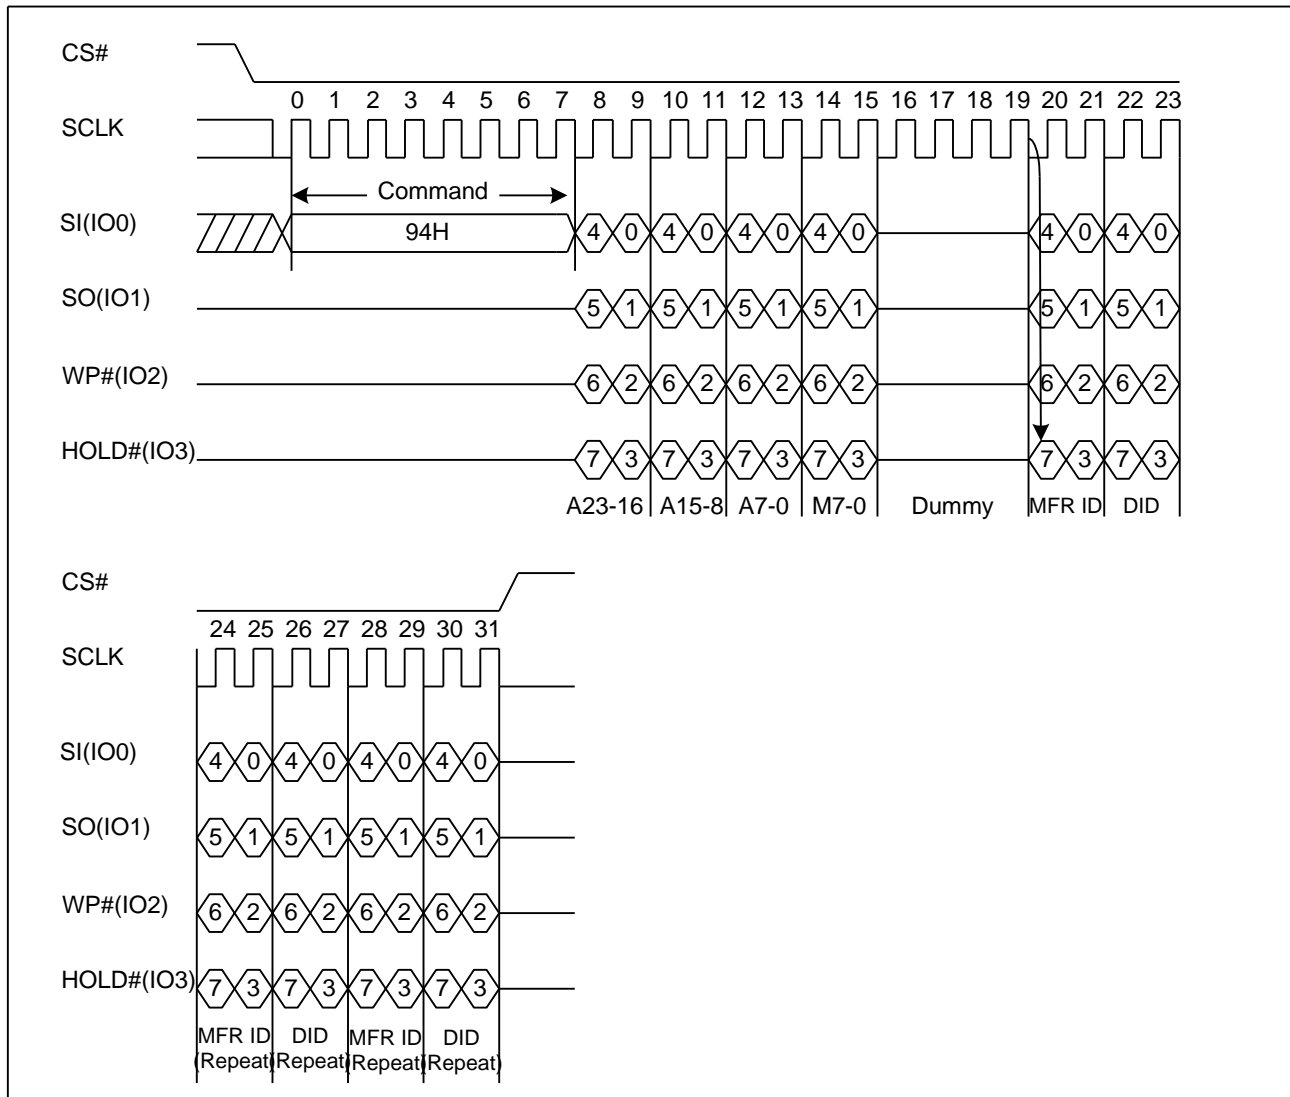 CS#
0 1 2 3 4 5 6 7 8 9 10 11 12 13 14 15 16 17 18 19 20 21 22 23
SCLK
Command
SI(IO0) 94H 4 0 4 0 4 0 4 0 4 0 4 0
SO(IO1) 5 1 5 1 5 1 5 1 5 1 5 1
WP#(IO2) 6 2 6 2 6 2 6 2 6 2 6 2
HOLD#(IO3) 7 3 7 3 7 3 7 3 7 3 7 3
A23-16 A15-8 A7-0 M7-0 Dummy MFR ID DID
CS#
24 25 26 27 28 29 30 31
SCLK
SI(IO0) 4 0 4 0 4 0 4 0
SO(IO1) 5 1 5 1 5 1 5 1
WP#(IO2) 6 2 6 2 6 2 6 2
HOLD#(IO3) 7 3 7 3 7 3 7 3
MFR ID DID MFR ID DID
(Repeat) (Repeat) (Repeat) (Repeat)